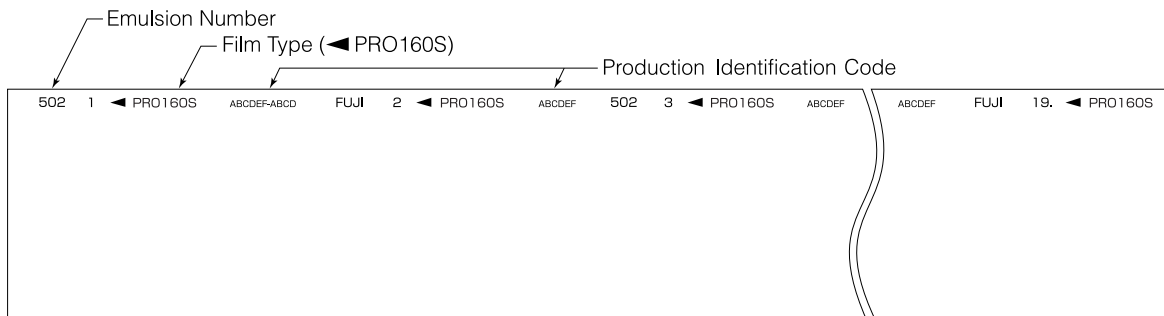 Emulsion Number
Film Type (◀ PRO160S)
Production Identification Code
502 1 ◀ PRO160S ABCDEF-ABCD FUJI 2 ◀ PRO160S ABCDEF 502 3 ◀ PRO160S ABCDEF ABCDEF FUJI 19. ◀ PRO160S